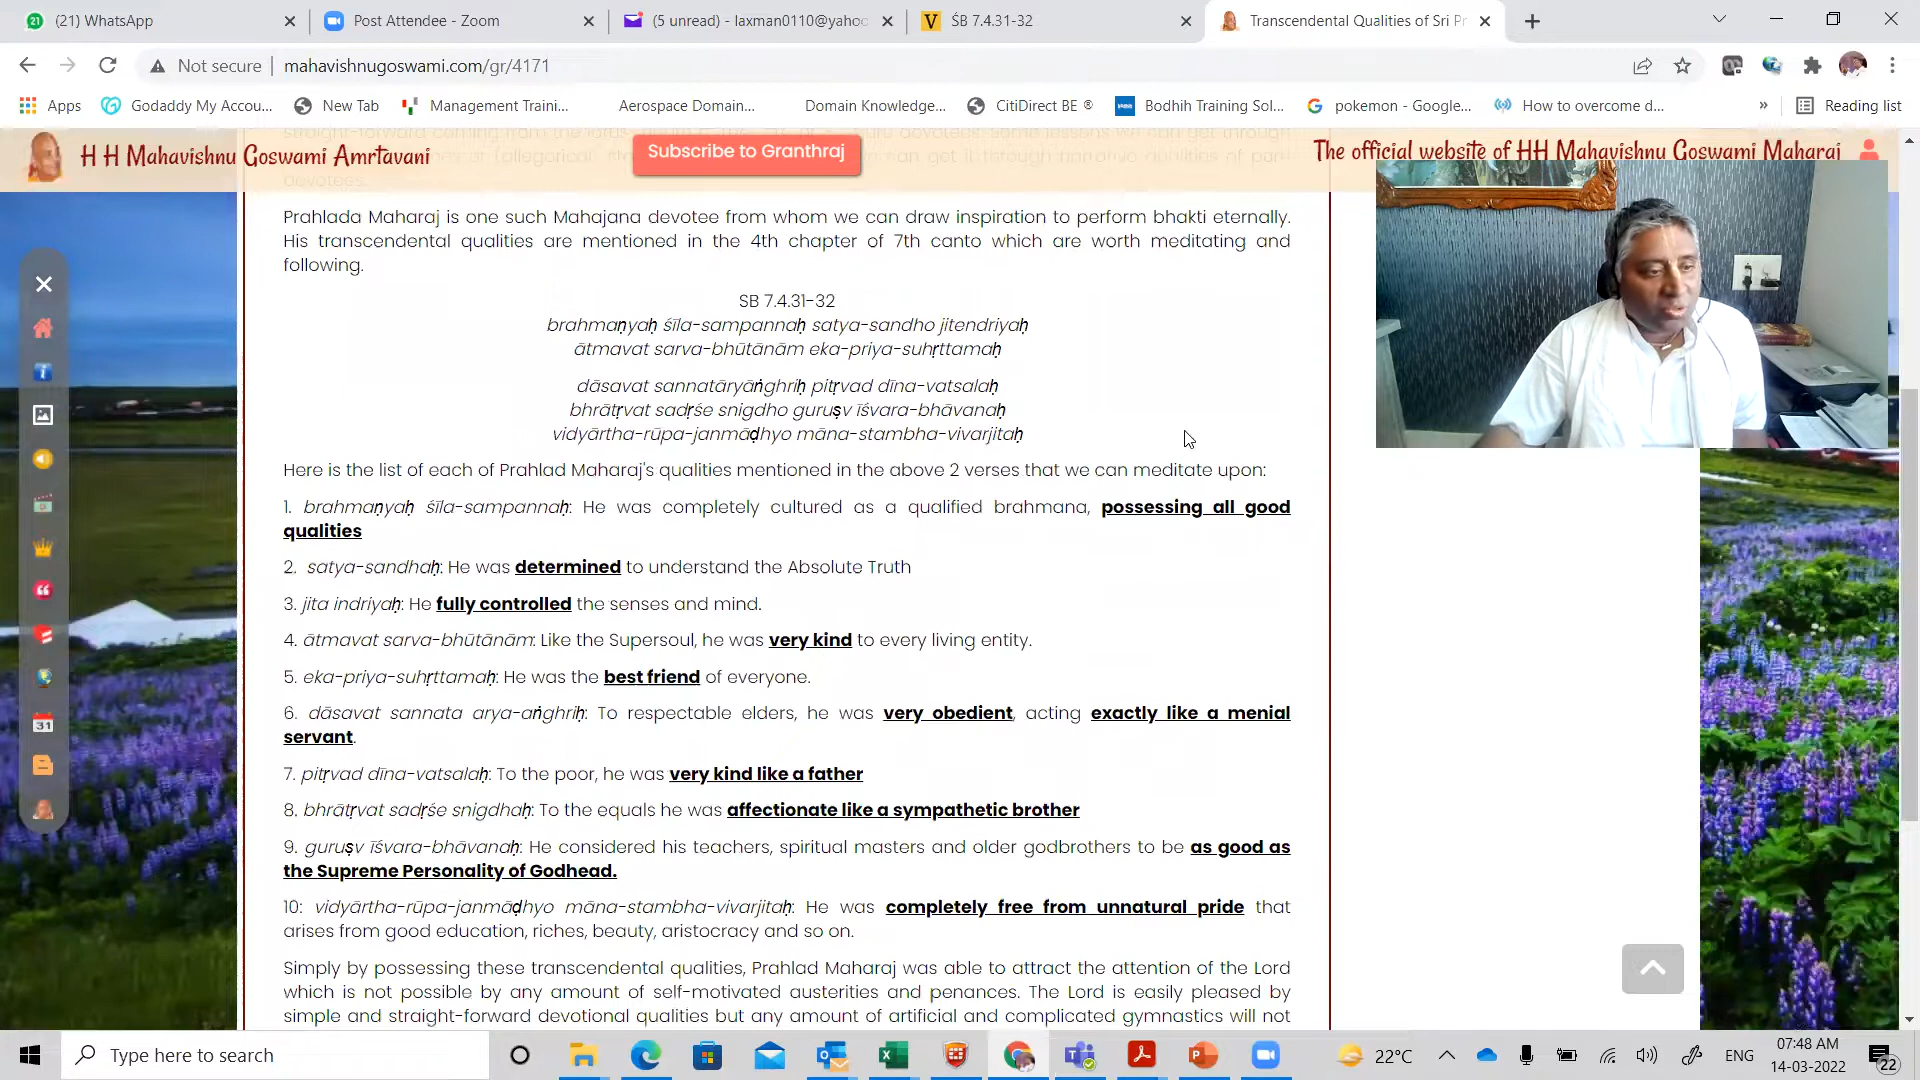 (21) WhatsApp
Post Attendee - Zoom
(5 unread) - laxman0110@yahoo
ŚB 7.4.31-32
Transcendental Qualities of Sri Pr
Not secure
mahavishnugoswami.com/gr/4171
Apps
Godaddy My Accou...
New Tab
Management Traini...
Aerospace Domain...
Domain Knowledge...
CitiDirect BE ®
Bodhih Training Sol...
pokemon - Google...
How to overcome d...
»
Reading list
H H Mahavishnu Goswami Amrtavani
Subscribe to Granthraj
The official website of HH Mahavishnu Goswami Maharaj
devotees.
Prahlada Maharaj is one such Mahajana devotee from whom we can draw inspiration to perform bhakti eternally.
His transcendental qualities are mentioned in the 4th chapter of 7th canto which are worth meditating and
following.
SB 7.4.31-32
brahmaṇyaḥ śīla-sampannaḥ satya-sandho jitendriyaḥ
ātmavat sarva-bhūtānām eka-priya-suhṛttamaḥ
dāsavat sannatāryāṅghriḥ pitṛvad dīna-vatsalaḥ
bhrātṛvat sadṛśe snigdho guruṣv īśvara-bhāvanaḥ
vidyārtha-rūpa-janmāḍhyo māna-stambha-vivarjitaḥ
Here is the list of each of Prahlad Maharaj's qualities mentioned in the above 2 verses that we can meditate upon:
1. brahmaṇyaḥ śīla-sampannaḥ: He was completely cultured as a qualified brahmana, possessing all good
qualities
2. satya-sandhaḥ: He was determined to understand the Absolute Truth
3. jita indriyaḥ: He fully controlled the senses and mind.
4. ātmavat sarva-bhūtānām: Like the Supersoul, he was very kind to every living entity.
5. eka-priya-suhṛttamaḥ: He was the best friend of everyone.
6. dāsavat sannata arya-aṅghriḥ: To respectable elders, he was very obedient, acting exactly like a menial
servant.
7. pitṛvad dīna-vatsalaḥ: To the poor, he was very kind like a father
8. bhrātṛvat sadṛśe snigdhaḥ: To the equals he was affectionate like a sympathetic brother
9. guruṣv īśvara-bhāvanaḥ: He considered his teachers, spiritual masters and older godbrothers to be as good as
the Supreme Personality of Godhead.
10: vidyārtha-rūpa-janmāḍhyo māna-stambha-vivarjitaḥ: He was completely free from unnatural pride that
arises from good education, riches, beauty, aristocracy and so on.
Simply by possessing these transcendental qualities, Prahlad Maharaj was able to attract the attention of the Lord
which is not possible by any amount of self-motivated austerities and penances. The Lord is easily pleased by
simple and straight-forward devotional qualities but any amount of artificial and complicated gymnastics will not
Type here to search
22°C
ENG
07:48 AM
14-03-2022
22